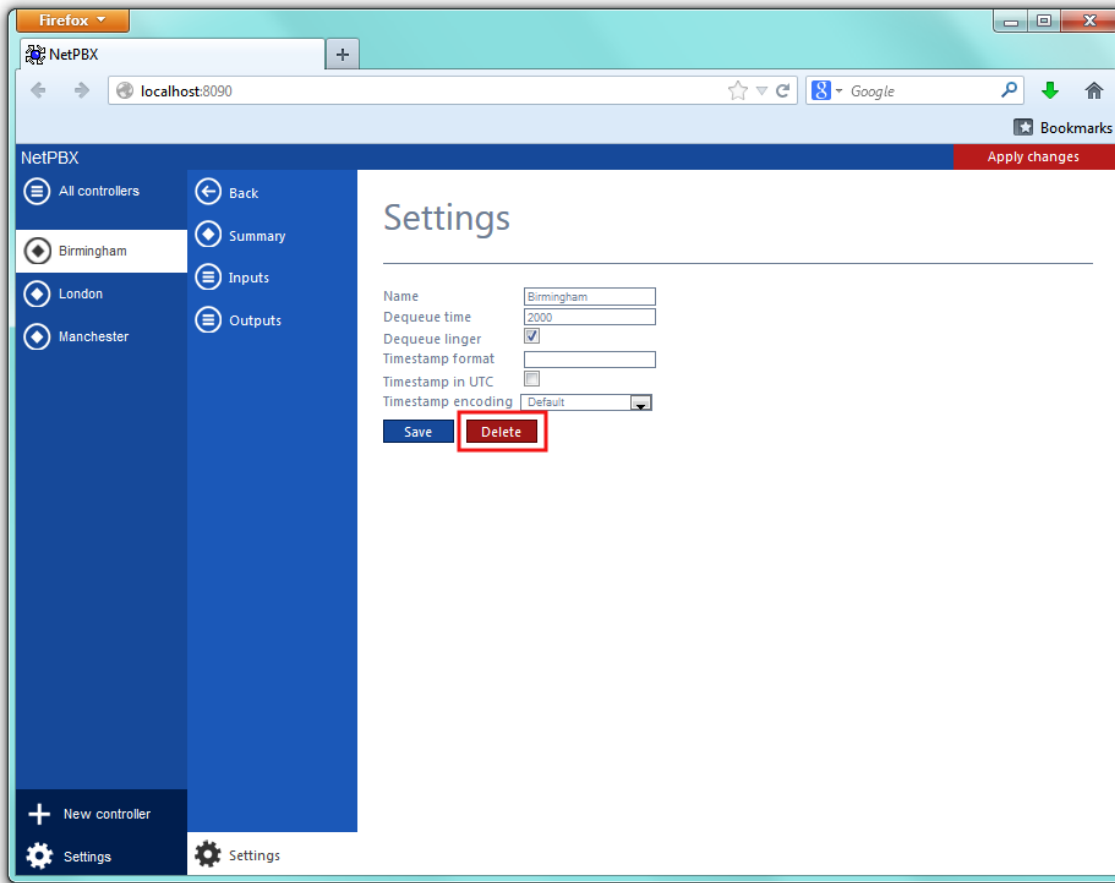 Firefox
NetPBX
localhost:8090
8 Google
Bookmarks
NetPBX
Apply changes
All controllers
Birmingham
London
Manchester
New controller
Settings
Back
Summary
Inputs
Outputs
Settings
Settings
Name Birmingham
Dequeue time 2000
Dequeue linger
Timestamp format
Timestamp in UTC
Timestamp encoding Default
Save Delete